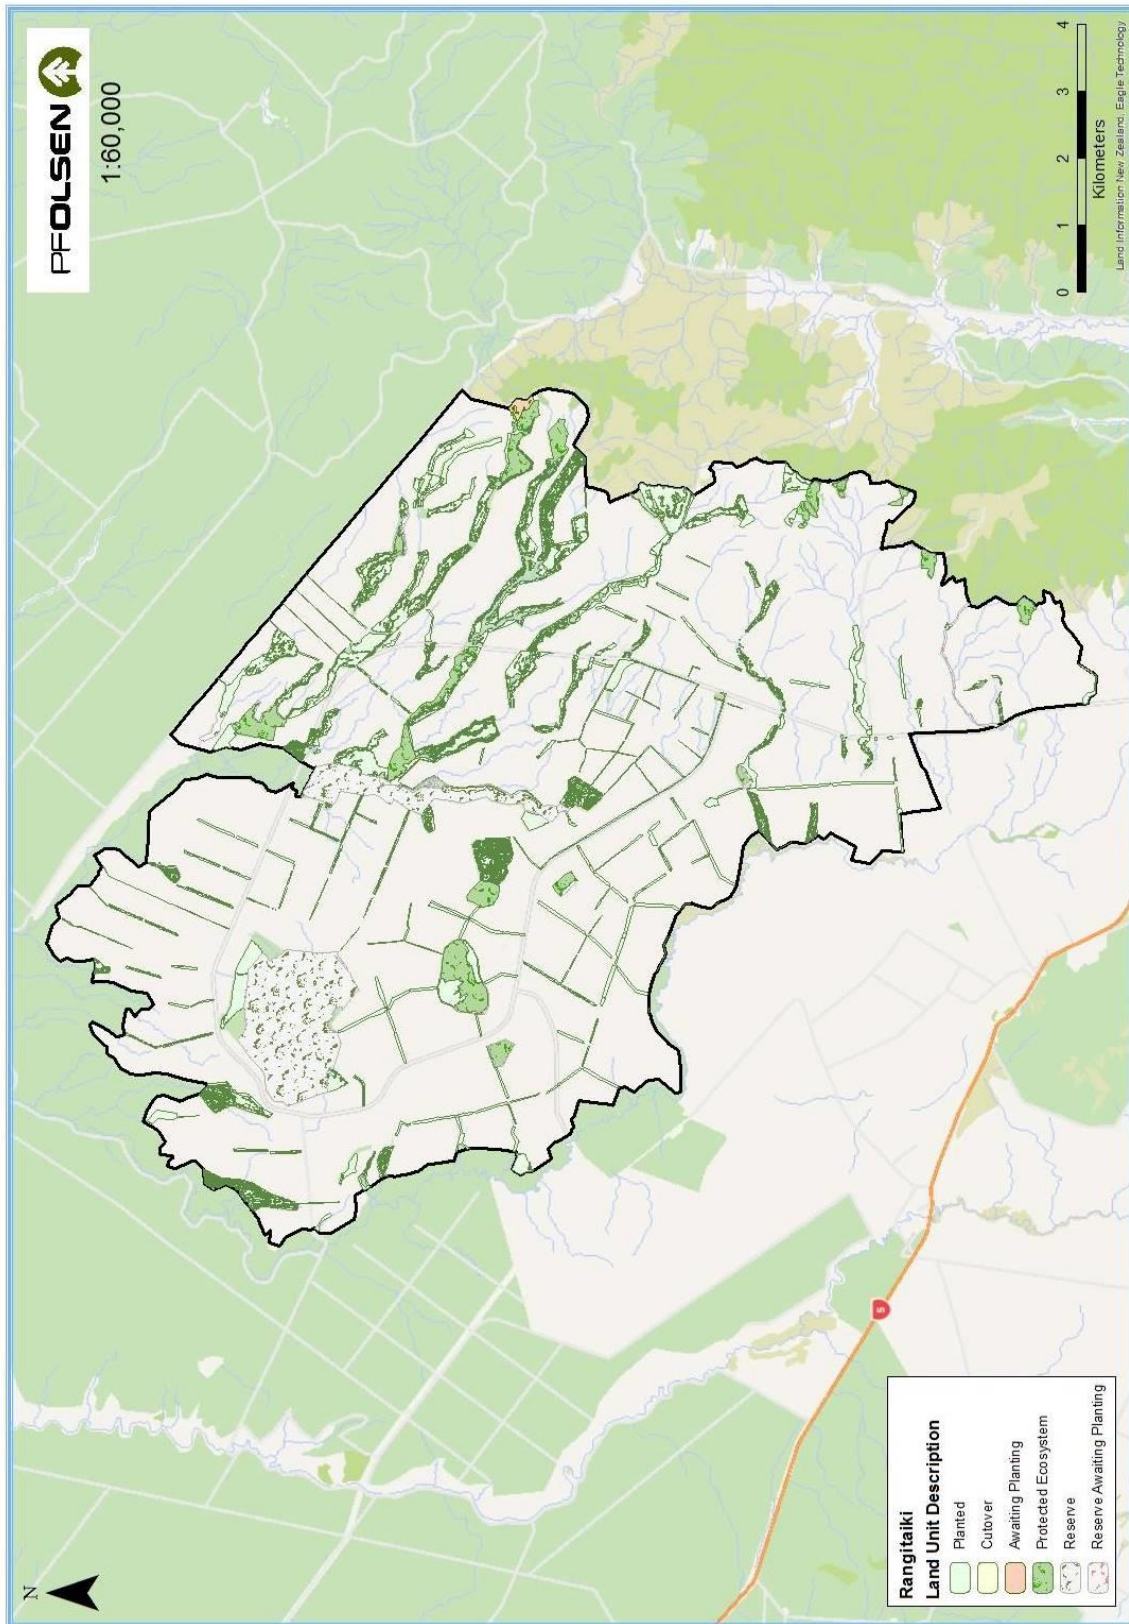 N
PFOLSEN
1:60,000
5
Rangitaiki
Land Unit Description
Planted
Cutover
Awaiting Planting
Protected Ecosystem
Reserve
Reserve Awaiting Planting
0 1 2 3 4
Kilometers
Land Information New Zealand, Eagle Technology